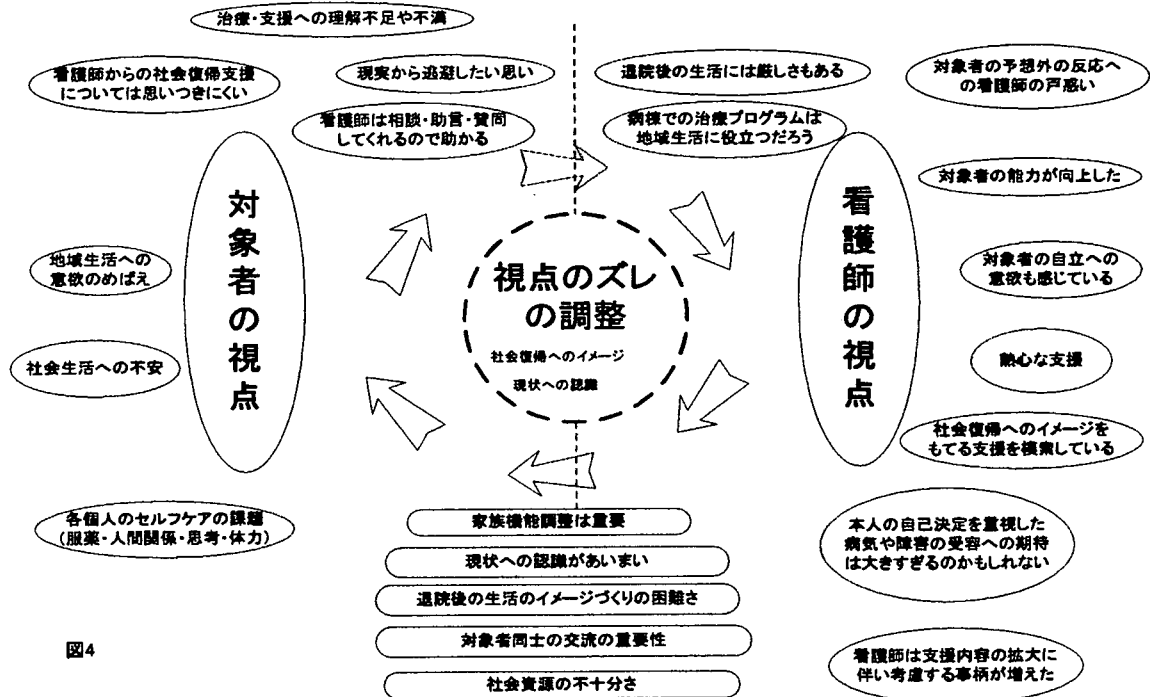 治療・支援への理解不足や不満
看護師からの社会復帰支援
については思いつきにくい
現実から逃避したい思い
看護師は相談・助言・賛同
してくれるので助かる
退院後の生活には厳しさもある
病棟での治療プログラムは
地域生活に役立つだろう
対象者の予想外の反応へ
の看護師の戸惑い
対象者の能力が向上した
対象者の視点
地域生活への
意欲のめばえ
社会生活への不安
各個人のセルフケアの課題
(服薬・人間関係・思考・体力)
視点のズレ
の調整
社会復帰へのイメージ
現状への認識
看護師の視点
対象者の自立への
意欲も感じている
熱心な支援
社会復帰へのイメージを
もてる支援を模索している
本人の自己決定を重視した
病気や障害の受容への期待
は大きすぎるのかもしれない
看護師は支援内容の拡大に
伴い考慮する事柄が増えた
家族機能調整は重要
現状への認識があいまい
退院後の生活のイメージづくりの困難さ
対象者同士の交流の重要性
社会資源の不十分さ
図4